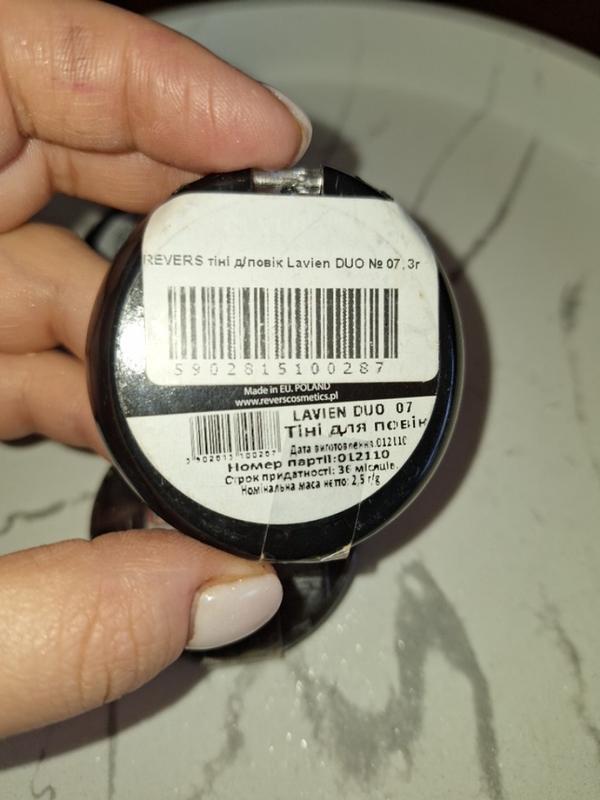 REVERS тіні д/повік Lavien DUO № 07, 3г
5902815100287
Made in EU. POLAND
www.reverscosmetics.pl
LAVIEN DUO 07
Тіні для повік
5902815100287
Дата виготовлення:012110
Номер партії:012110
Строк придатності: 36 місяців.
Номінальна маса нетто: 2,5 г/g